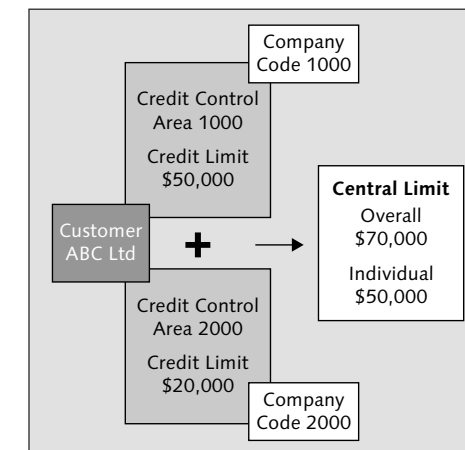 Company
Code 1000
Credit Control
Area 1000
Credit Limit
$50,000
Customer
ABC Ltd
+
Central Limit
Overall
$70,000
Individual
$50,000
Credit Control
Area 2000
Credit Limit
$20,000
Company
Code 2000